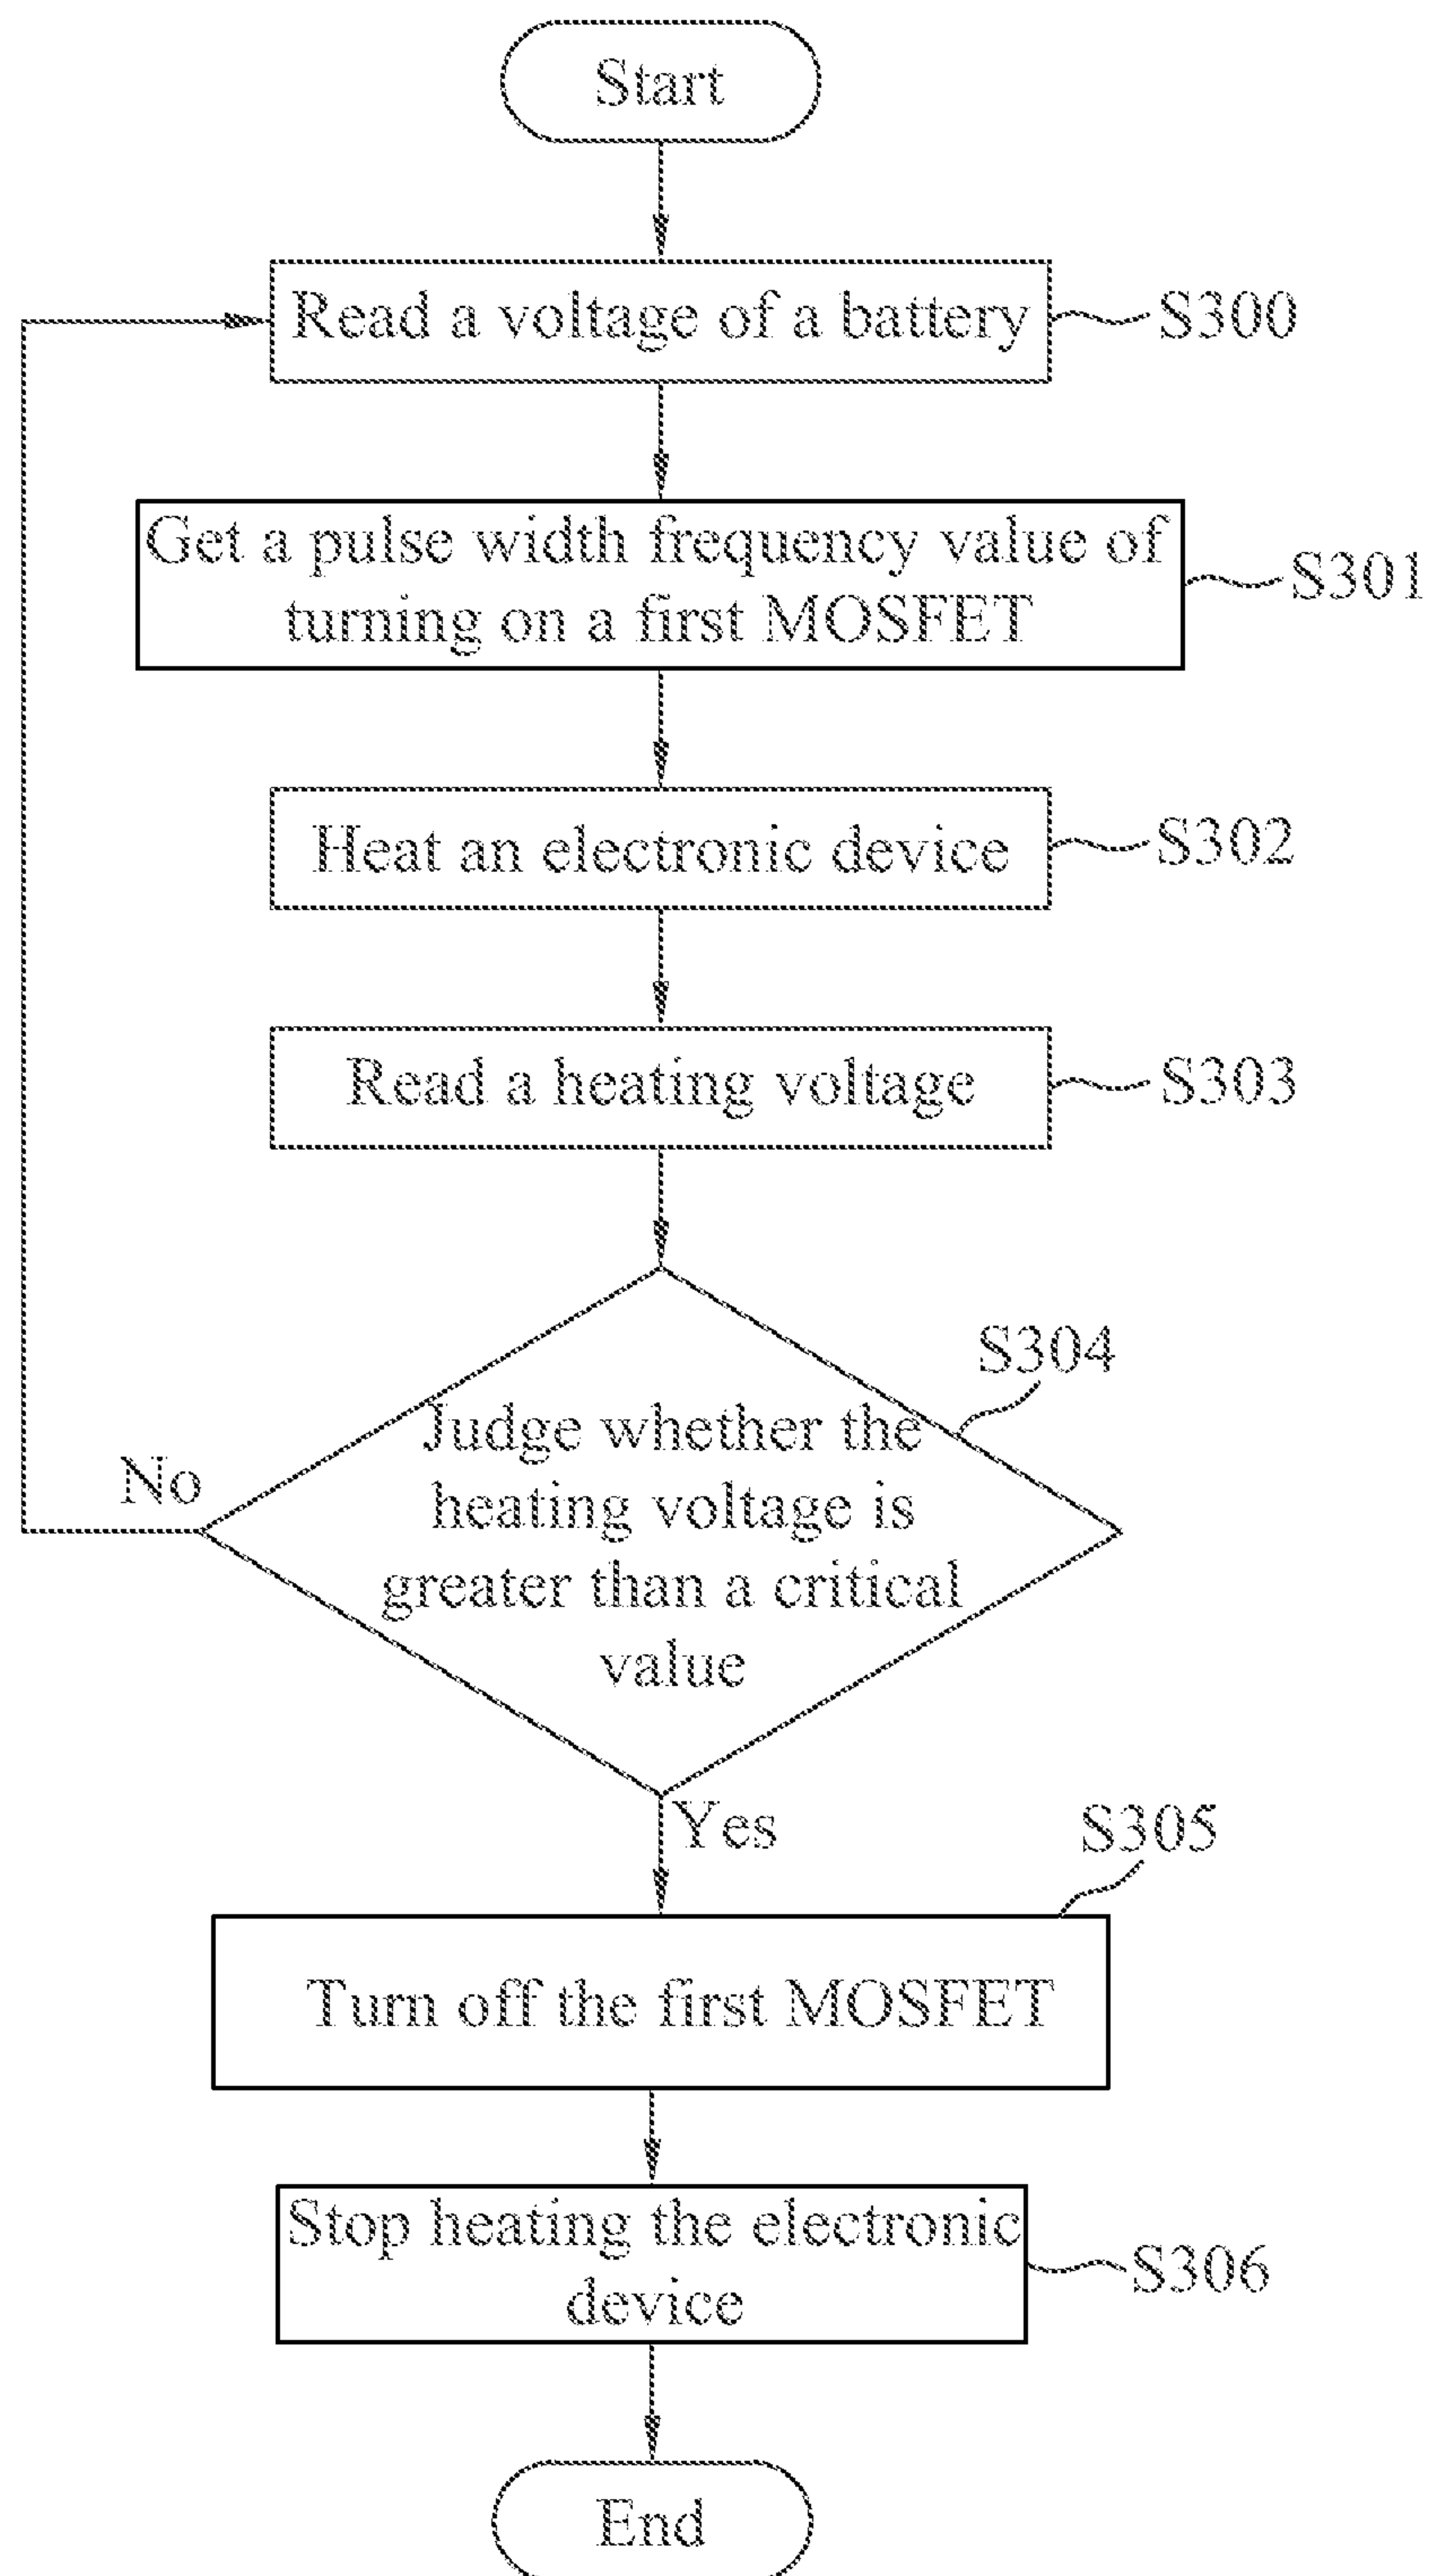 Start
Read a voltage of a battery
S300
Get a pulse width frequency value of
turning on a first MOSFET
S301
Heat an electronic device
S302
Read a heating voltage
S303
S304
Judge whether the
heating voltage is
greater than a critical
value
No
Yes
S305
Turn off the first MOSFET
Stop heating the electronic
device
S306
End